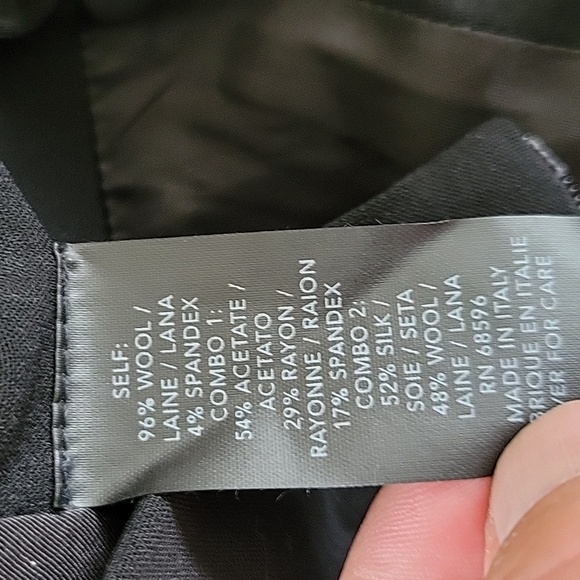 SELF:
96% WOOL /
LAINE / LANA
4% SPANDEX
COMBO 1:
54% ACETATE /
ACETATO
29% RAYON /
RAYONNE / RAION
17% SPANDEX
COMBO 2:
52% SILK /
SOIE / SETA
48% WOOL /
LAINE / LANA
RN 68596
MADE IN ITALY
BRIQUE EN ITALIE
VER FOR CARE